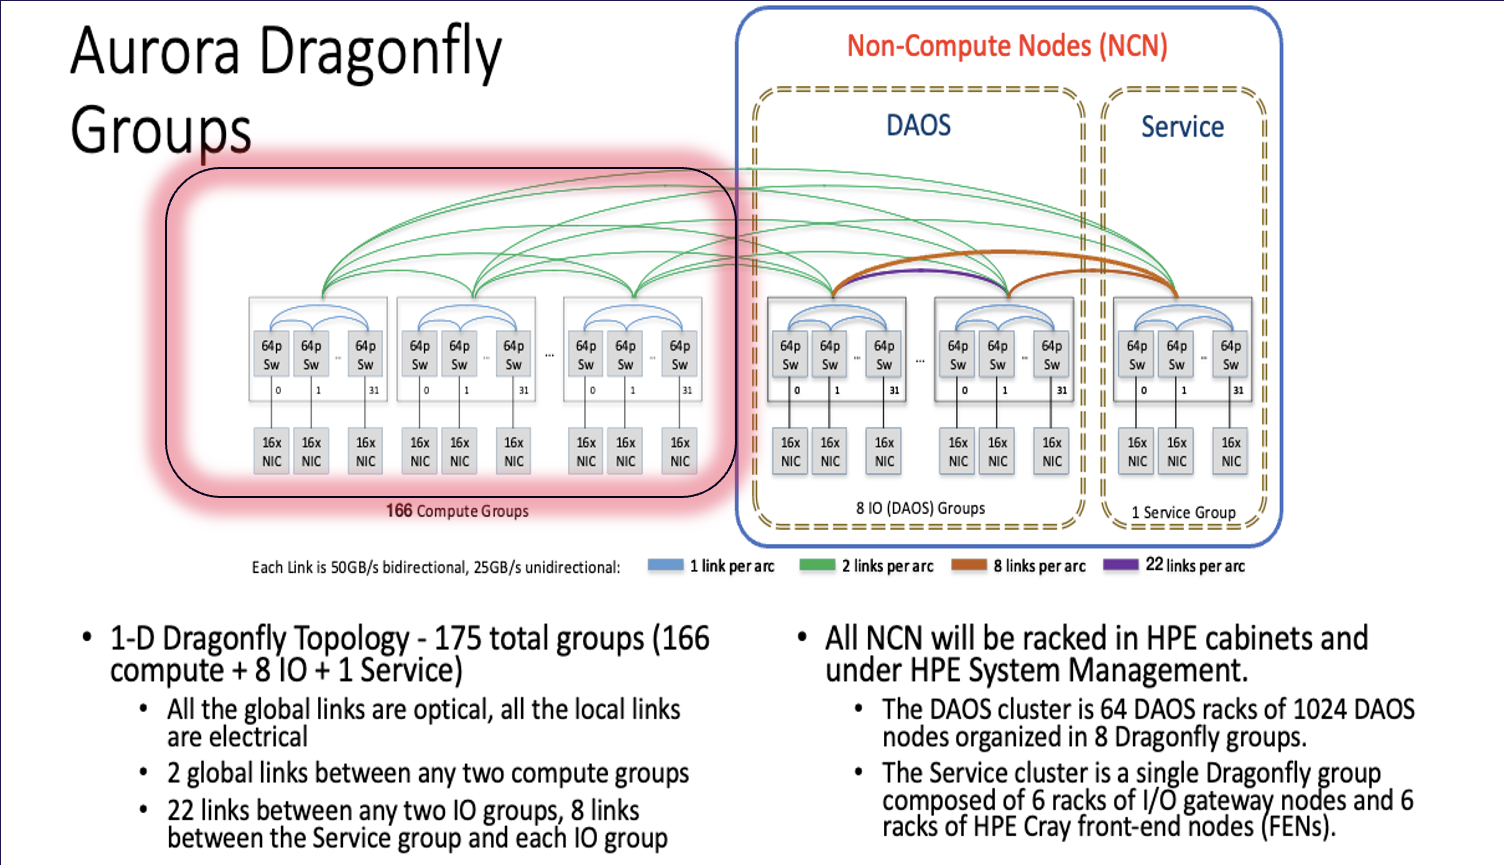 Aurora Dragonfly
Groups
Non-Compute Nodes (NCN)
DAOS
Service
64p Sw 64p Sw ... 64p Sw
64p Sw 64p Sw ... 64p Sw
...
64p Sw 64p Sw ... 64p Sw
64p Sw 64p Sw ... 64p Sw
...
64p Sw 64p Sw ... 64p Sw
64p Sw 64p Sw ... 64p Sw
0 1 31
0 1 31
0 1 31
0 1 31
0 1 31
0 1 31
16x NIC 16x NIC 16x NIC
16x NIC 16x NIC 16x NIC
16x NIC 16x NIC 16x NIC
16x NIC 16x NIC 16x NIC
16x NIC 16x NIC 16x NIC
16x NIC 16x NIC 16x NIC
166 Compute Groups
8 IO (DAOS) Groups
1 Service Group
Each Link is 50GB/s bidirectional, 25GB/s unidirectional:
1 link per arc
2 links per arc
8 links per arc
22 links per arc
• 1-D Dragonfly Topology - 175 total groups (166
compute + 8 IO + 1 Service)
• All the global links are optical, all the local links
are electrical
• 2 global links between any two compute groups
• 22 links between any two IO groups, 8 links
between the Service group and each IO group
• All NCN will be racked in HPE cabinets and
under HPE System Management.
• The DAOS cluster is 64 DAOS racks of 1024 DAOS
nodes organized in 8 Dragonfly groups.
• The Service cluster is a single Dragonfly group
composed of 6 racks of I/O gateway nodes and 6
racks of HPE Cray front-end nodes (FENs).